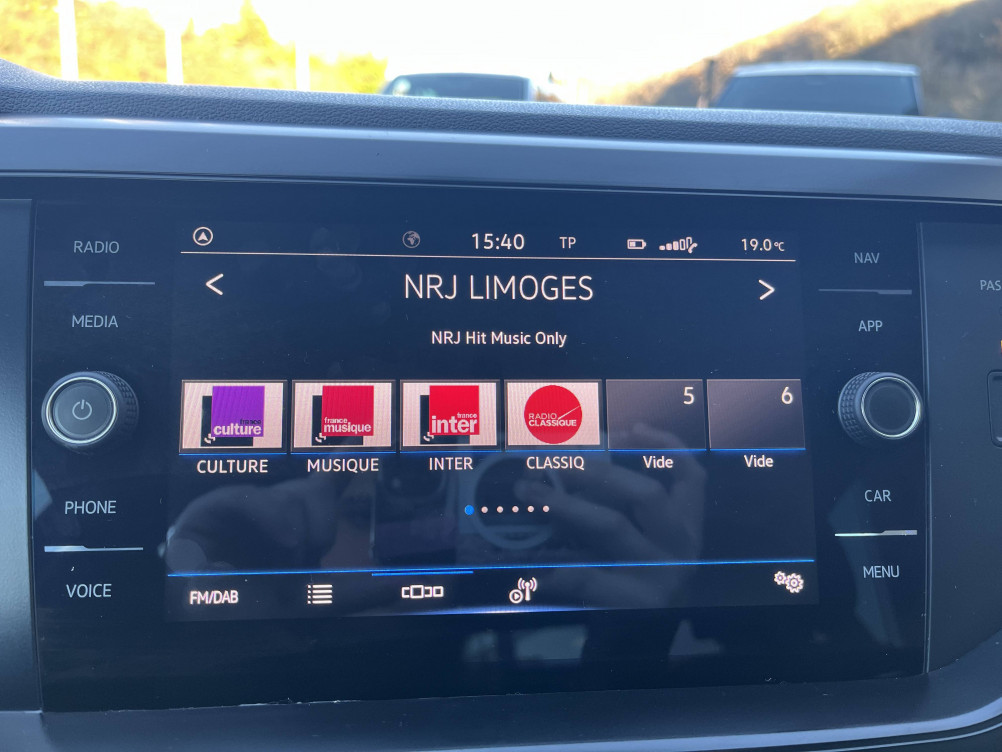 RADIO
MEDIA
PHONE
VOICE
15:40 TP 19.0°C
< NRJ LIMOGES >
NRJ Hit Music Only
france culture
france musique
france inter
RADIO CLASSIQUE
5
6
CULTURE MUSIQUE INTER CLASSIQ Vide Vide
FM/DAB
NAV
APP
CAR
MENU
PAS